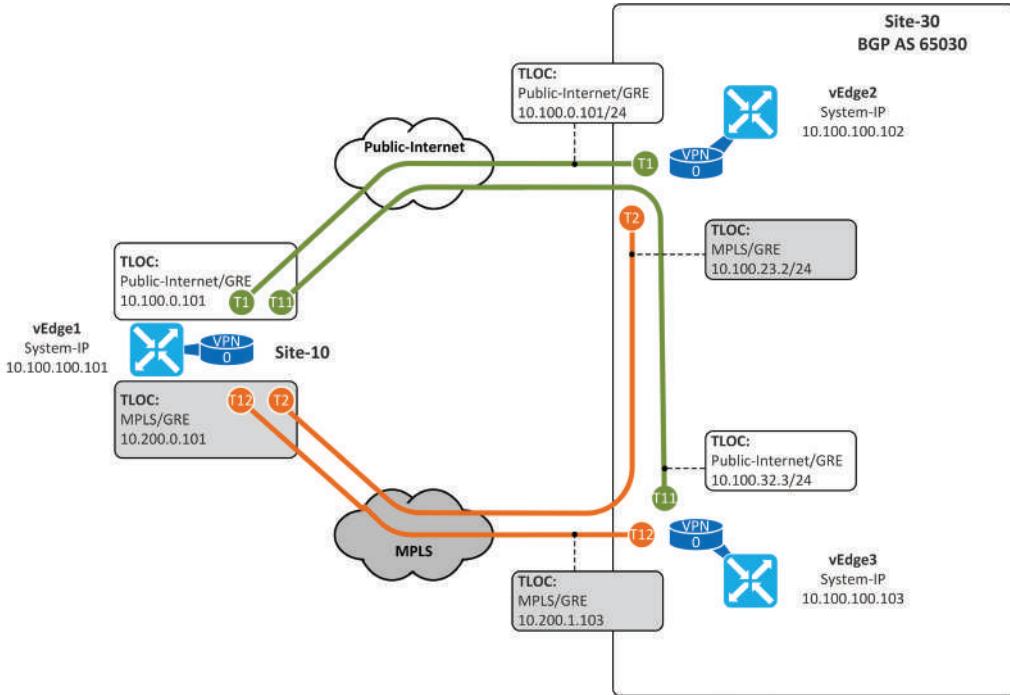 Site-30
BGP AS 65030
TLOC:
Public-Internet/GRE
10.100.0.101/24
vEdge2
System-IP
10.100.100.102
Public-Internet
VPN
0
T1
T2
TLOC:
MPLS/GRE
10.100.23.2/24
TLOC:
Public-Internet/GRE
10.100.0.101
T1
T11
vEdge1
System-IP
10.100.100.101
VPN
0
Site-10
TLOC:
MPLS/GRE
10.200.0.101
T12
T2
TLOC:
Public-Internet/GRE
10.100.32.3/24
T11
MPLS
T12
VPN
0
vEdge3
System-IP
10.100.100.103
TLOC:
MPLS/GRE
10.200.1.103